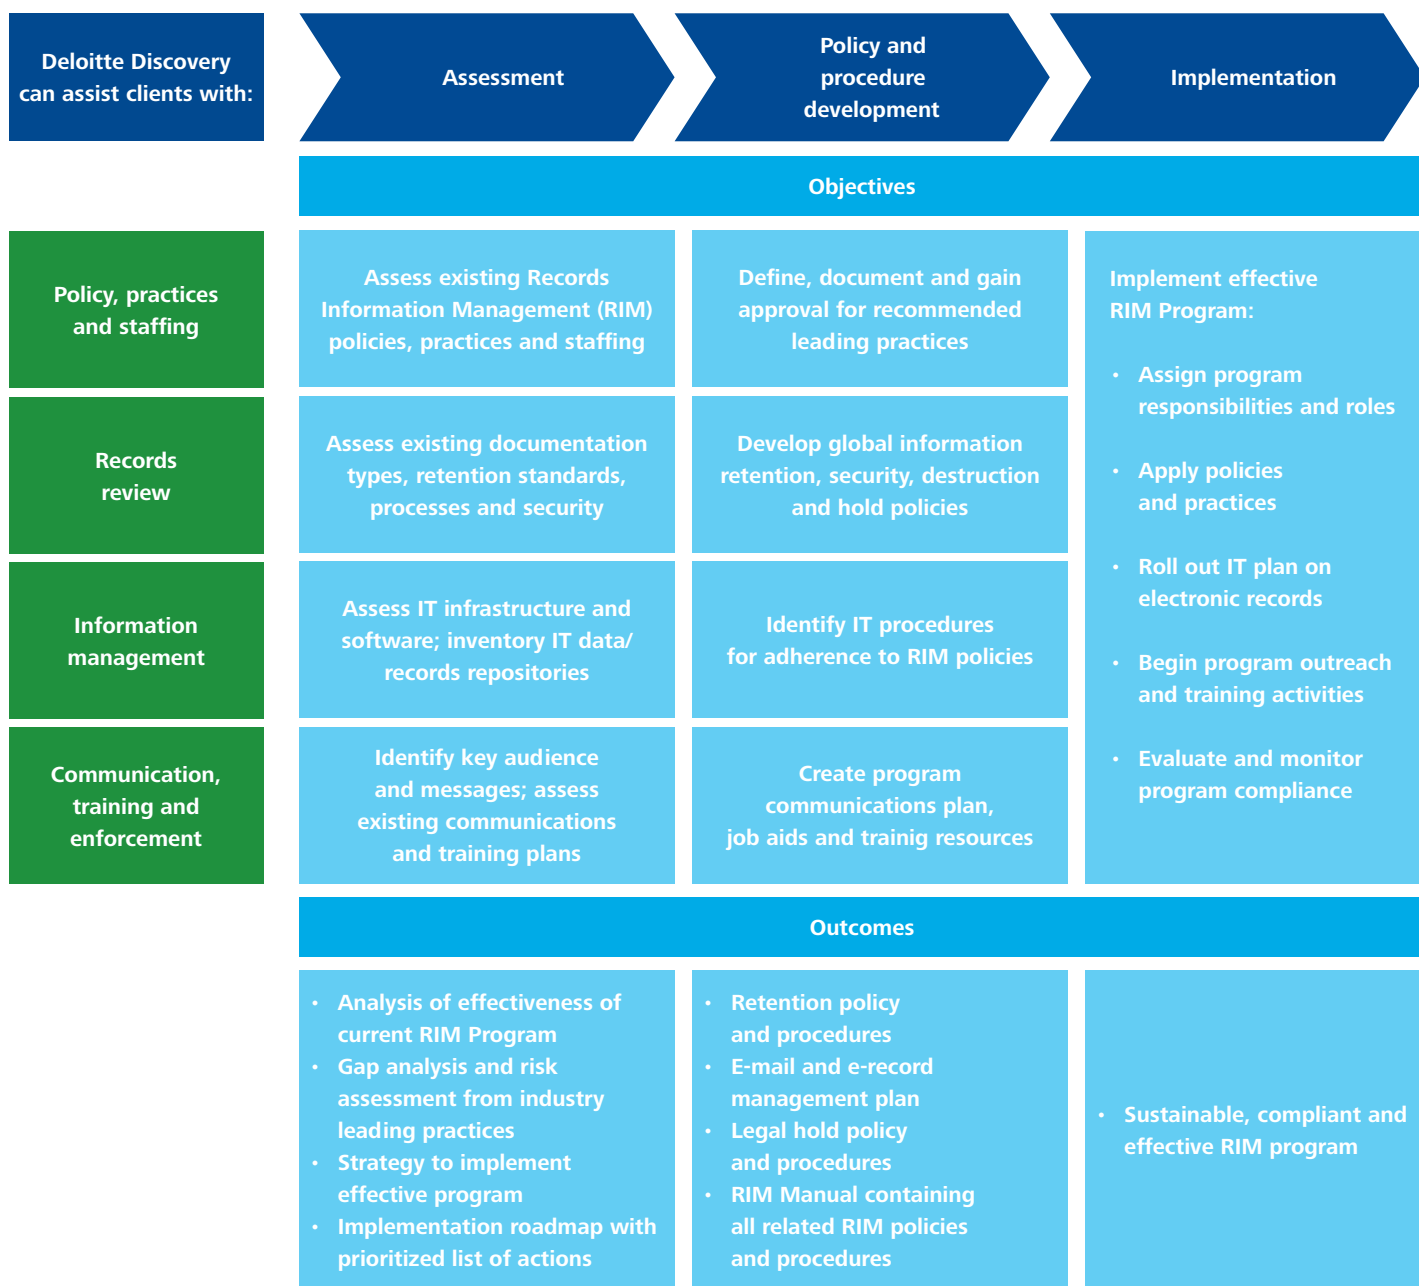 Deloitte Discovery
can assist clients with:
Assessment
Policy and
procedure
development
Implementation
Objectives
Policy, practices
and staffing
Assess existing Records
Information Management (RIM)
policies, practices and staffing
Define, document and gain
approval for recommended
leading practices
Implement effective
RIM Program:
• Assign program
responsibilities and roles
• Apply policies
and practices
• Roll out IT plan on
electronic records
• Begin program outreach
and training activities
• Evaluate and monitor
program compliance
Records
review
Assess existing documentation
types, retention standards,
processes and security
Develop global information
retention, security, destruction
and hold policies
Information
management
Assess IT infrastructure and
software; inventory IT data/
records repositories
Identify IT procedures
for adherence to RIM policies
Communication,
training and
enforcement
Identify key audience
and messages; assess
existing communications
and training plans
Create program
communications plan,
job aids and trainig resources
Outcomes
• Analysis of effectiveness of
current RIM Program
• Gap analysis and risk
assessment from industry
leading practices
• Strategy to implement
effective program
• Implementation roadmap with
prioritized list of actions
• Retention policy
and procedures
• E-mail and e-record
management plan
• Legal hold policy
and procedures
• RIM Manual containing
all related RIM policies
and procedures
• Sustainable, compliant and
effective RIM program